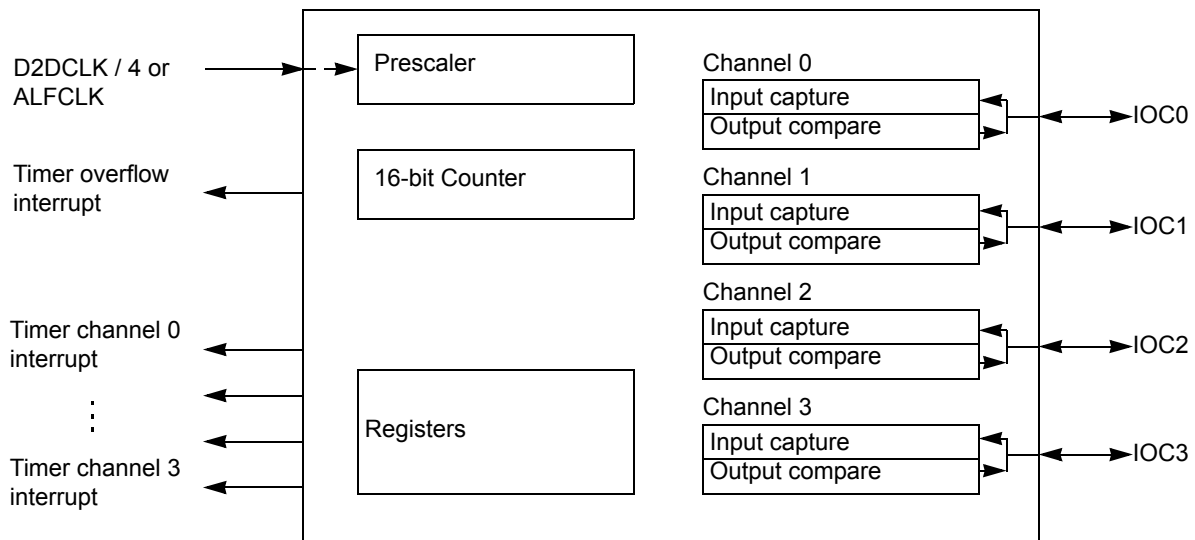 D2DCLK / 4 or
ALFCLK
Timer overflow
interrupt
Timer channel 0
interrupt
Timer channel 3
interrupt
Prescaler
16-bit Counter
Registers
Channel 0
Input capture
Output compare
Channel 1
Input capture
Output compare
Channel 2
Input capture
Output compare
Channel 3
Input capture
Output compare
IOC0
IOC1
IOC2
IOC3